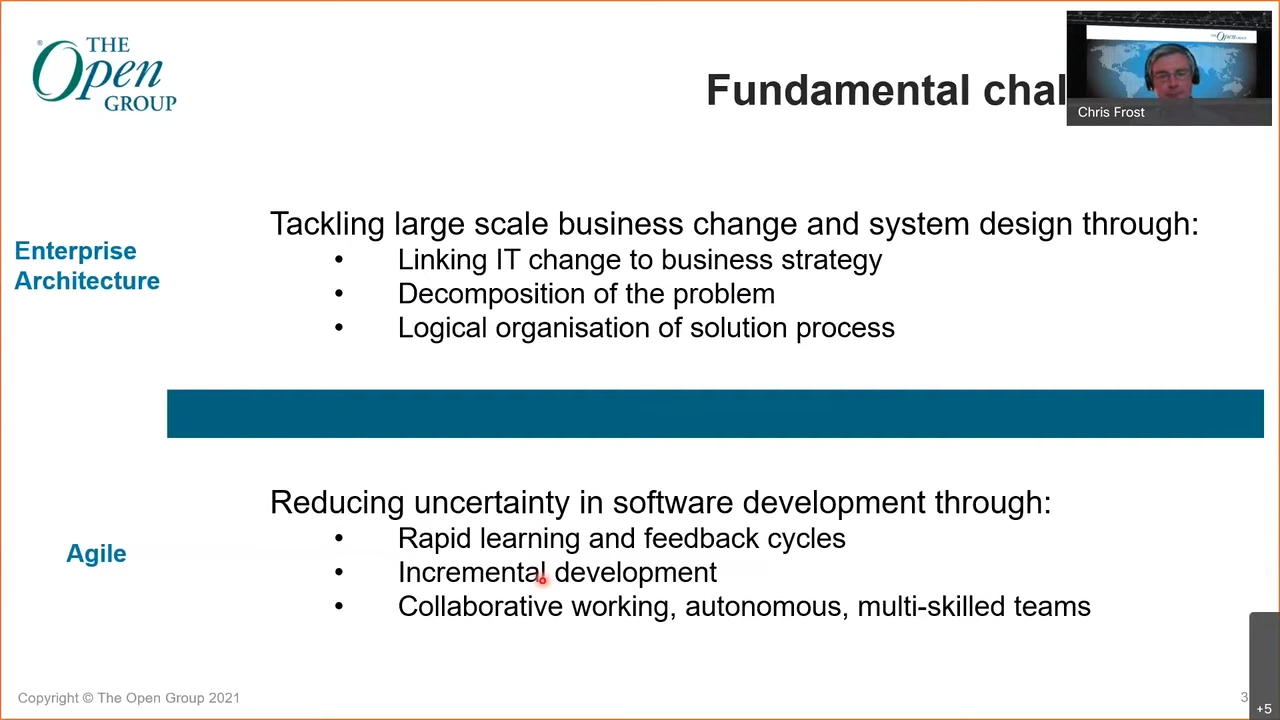 ® THE
Open
GROUP
Fundamental chal
Chris Frost
Enterprise
Architecture
Tackling large scale business change and system design through:
• Linking IT change to business strategy
• Decomposition of the problem
• Logical organisation of solution process
Agile
Reducing uncertainty in software development through:
• Rapid learning and feedback cycles
• Incremental development
• Collaborative working, autonomous, multi-skilled teams
Copyright © The Open Group 2021
3
+5